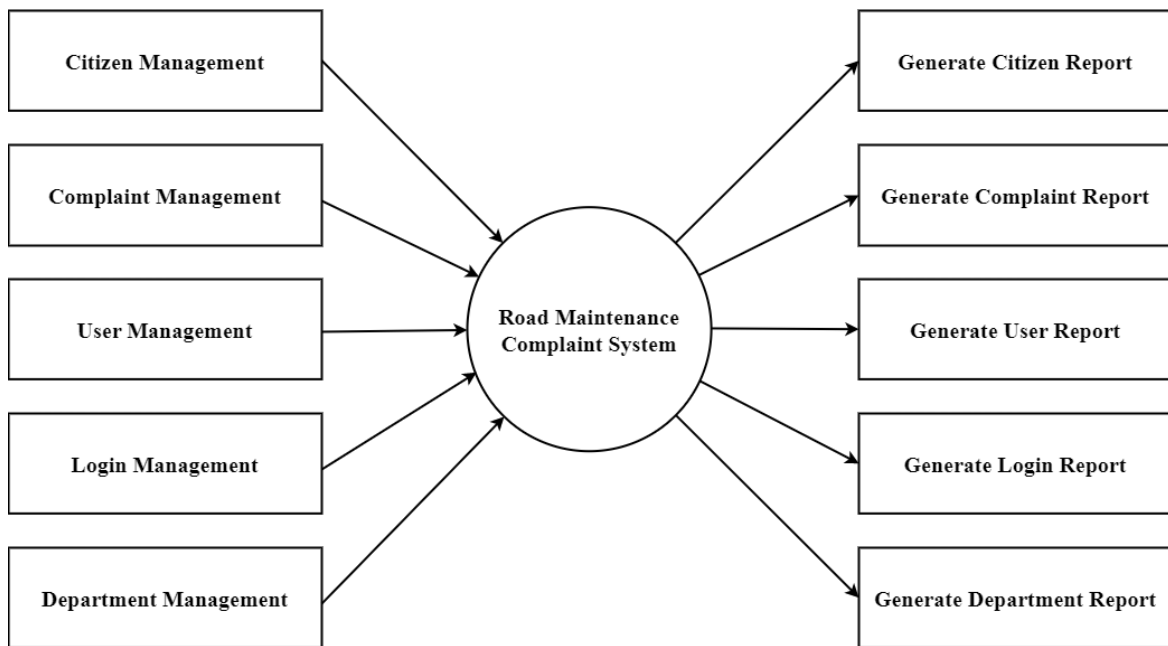 Citizen Management
Generate Citizen Report
Complaint Management
Generate Complaint Report
User Management
Road Maintenance
Complaint System
Generate User Report
Login Management
Generate Login Report
Department Management
Generate Department Report